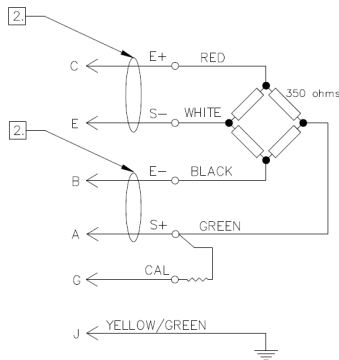 2.
C E+ RED
350 ohms
E S- WHITE
2.
B E- BLACK
A S+ GREEN
G CAL
J YELLOW/GREEN